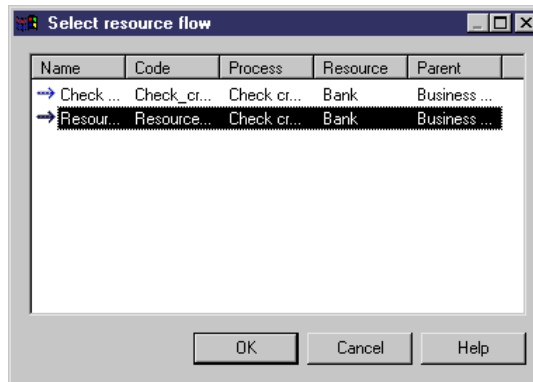 Select resource flow
Name Code Process Resource Parent
Check ... Check_cr... Check cr... Bank Business ...
Resour... Resource... Check cr... Bank Business ...
OK Cancel Help